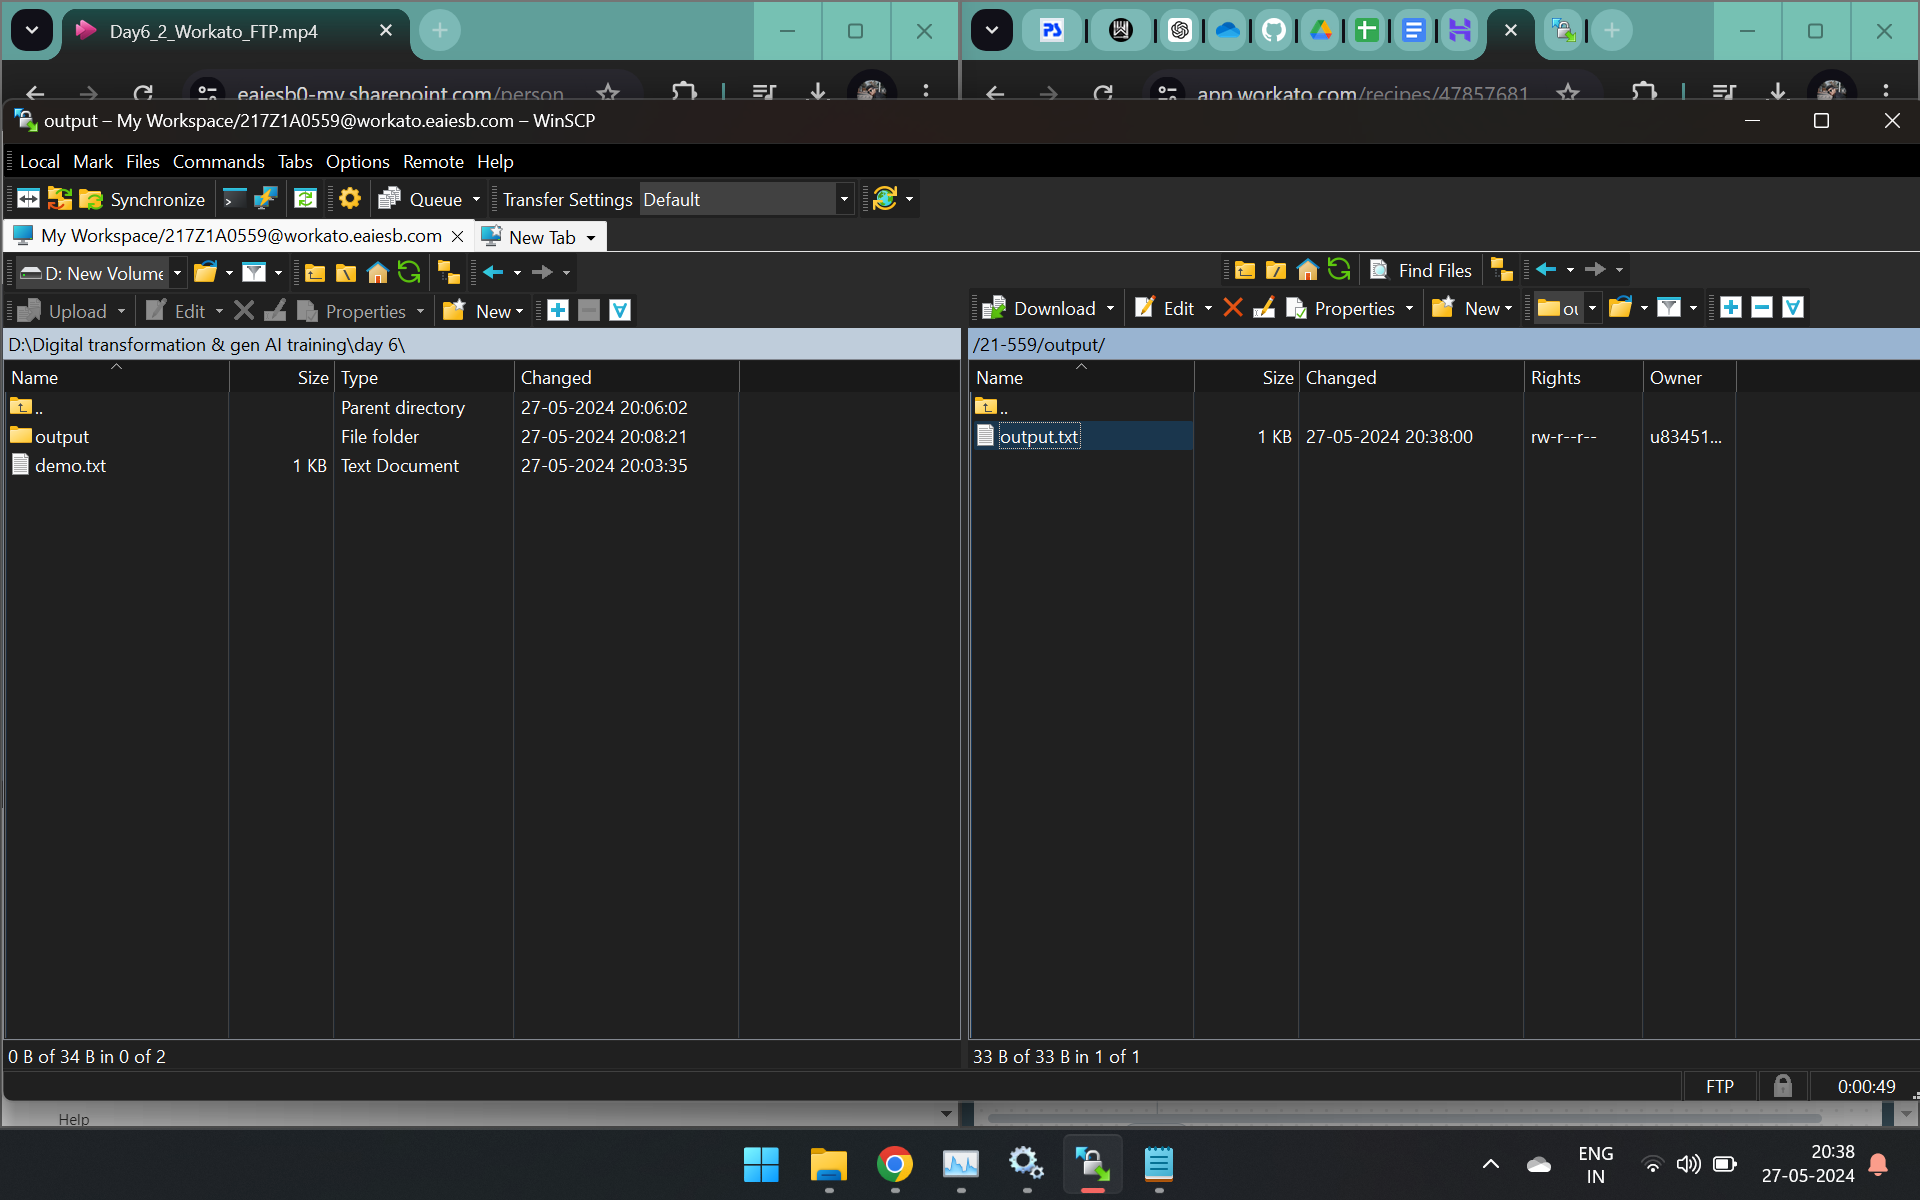 Day6_2_Workato_FTP.mp4
eaiesb0-my.sharepoint.com/person
app.workato.com/recipes/47857681
output – My Workspace/217Z1A0559@workato.eaiesb.com – WinSCP
Local Mark Files Commands Tabs Options Remote Help
Synchronize Queue Transfer Settings Default
My Workspace/217Z1A0559@workato.eaiesb.com New Tab
D: New Volume
Find Files
Upload Edit Properties New
Download Edit Properties New ou
D:\Digital transformation & gen AI training\day 6\
/21-559/output/
Name Size Type Changed
.. Parent directory 27-05-2024 20:06:02
output File folder 27-05-2024 20:08:21
demo.txt 1 KB Text Document 27-05-2024 20:03:35
Name Size Changed Rights Owner
..
output.txt 1 KB 27-05-2024 20:38:00 rw-r--r-- u83451...
0 B of 34 B in 0 of 2
33 B of 33 B in 1 of 1
FTP 0:00:49
Help
ENG
IN
20:38
27-05-2024